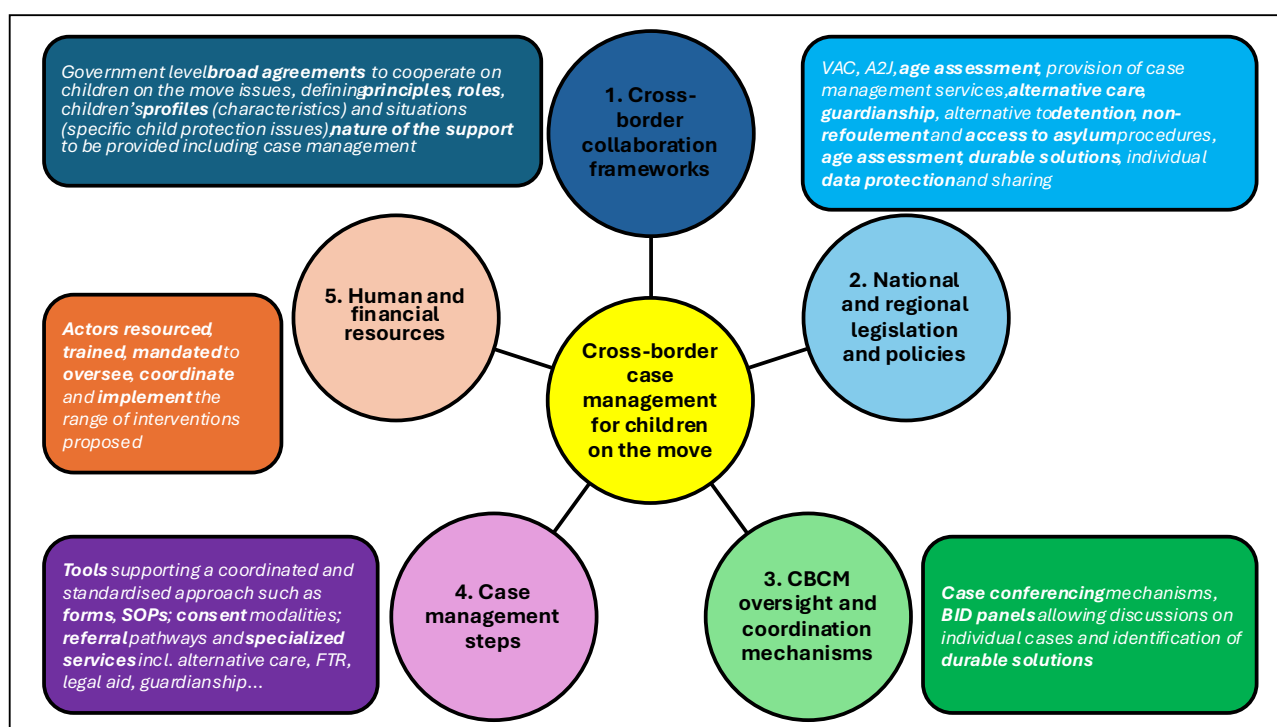 Government level broad agreements to cooperate on
children on the move issues, defining principles, roles,
children's profiles (characteristics) and situations
(specific child protection issues), nature of the support
to be provided including case management
1. Cross-
border
collaboration
frameworks
VAC, A2J, age assessment, provision of case
management services, alternative care,
guardianship, alternative to detention, non-
refoulement and access to asylum procedures,
age assessment, durable solutions, individual
data protection and sharing
5. Human and
financial
resources
2. National
and regional
legislation
and policies
Actors resourced,
trained, mandated to
oversee, coordinate
and implement the
range of interventions
proposed
Cross-border
case
management
for children
on the move
Tools supporting a coordinated and
standardised approach such as
forms, SOPs; consent modalities;
referral pathways and specialized
services incl. alternative care, FTR,
legal aid, guardianship...
4. Case
management
steps
3. CBCM
oversight and
coordination
mechanisms
Case conferencing mechanisms,
BID panels allowing discussions on
individual cases and identification of
durable solutions